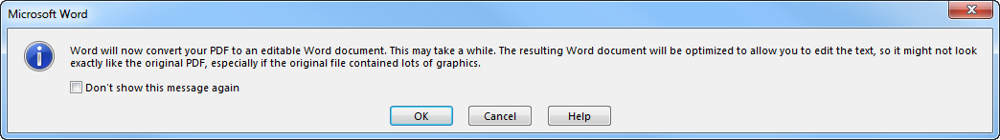 Microsoft Word
Word will now convert your PDF to an editable Word document. This may take a while. The resulting Word document will be optimized to allow you to edit the text, so it might not look
exactly like the original PDF, especially if the original file contained lots of graphics.
Don't show this message again
OK Cancel Help